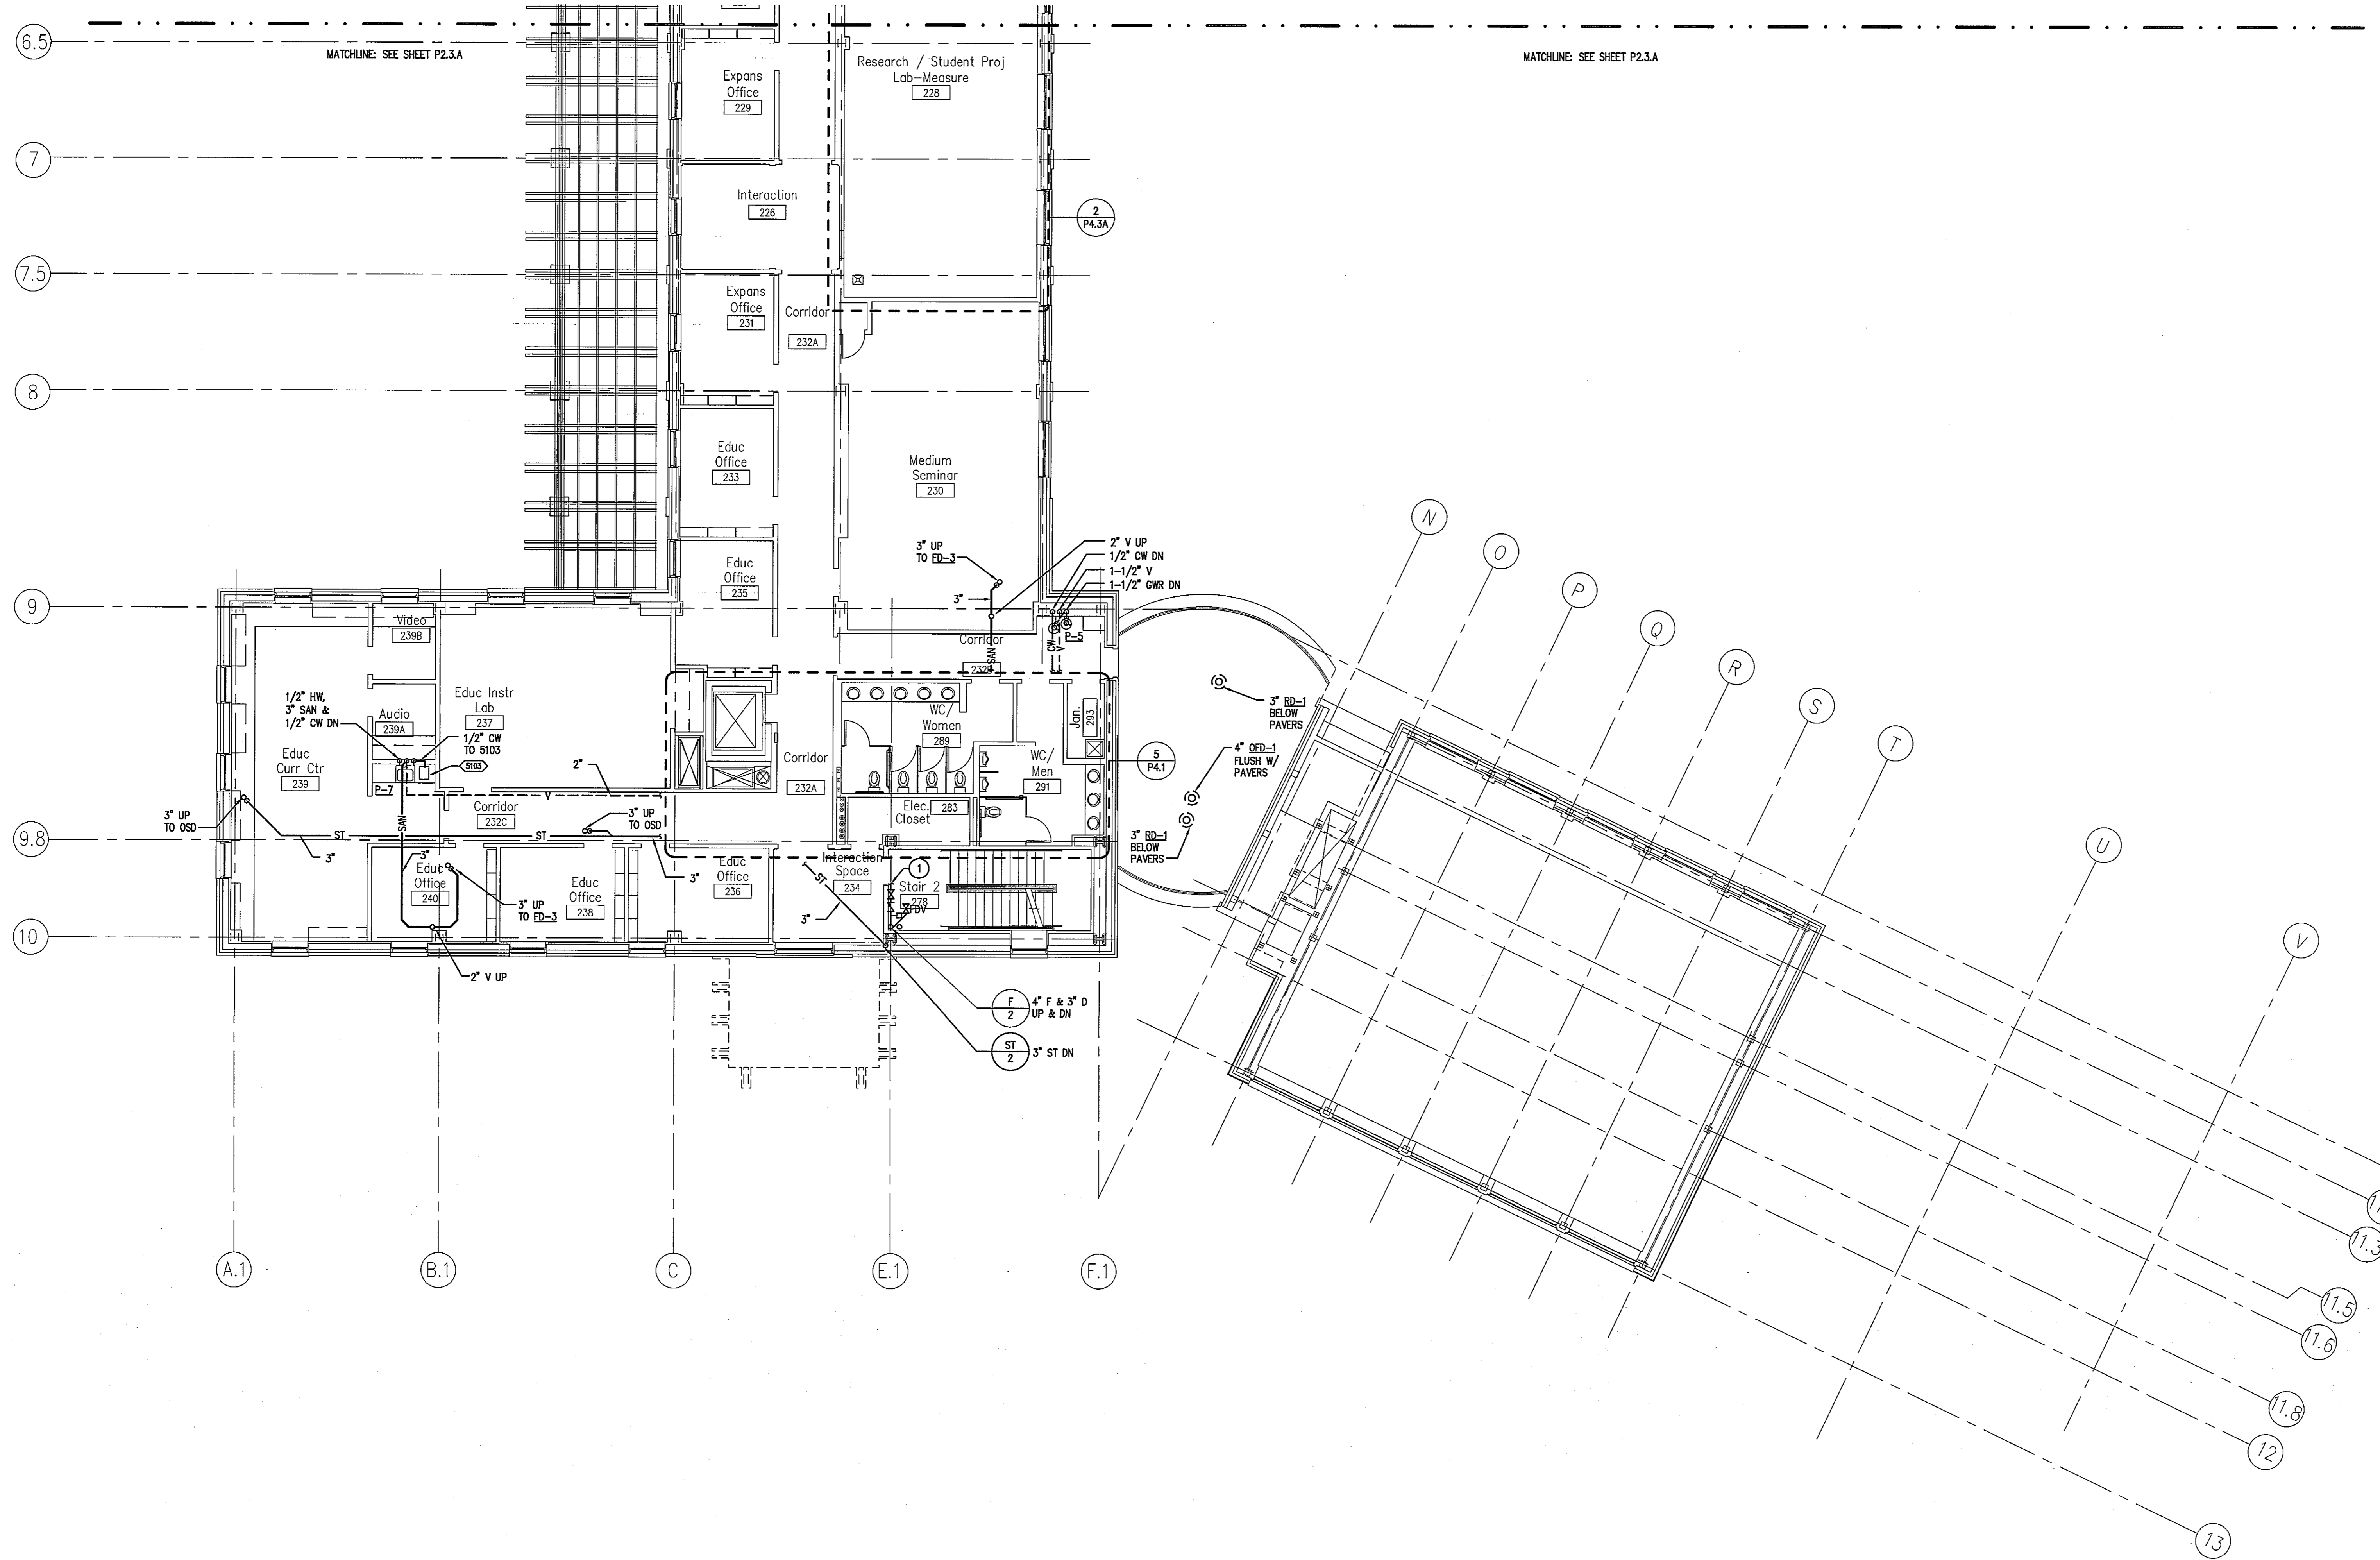 6.5
MATCHLINE: SEE SHEET P2.3.A
MATCHLINE: SEE SHEET P2.3.A
Research / Student Proj
Lab-Measure
228
Expans
Office
229
7
Interaction
226
2
P4.3A
7.5
Expans
Office
231
Corridor
232A
8
Educ
Office
233
Medium
Seminar
230
N
O
P
Q
R
S
T
U
V
3" UP
TO FD-3
2" V UP
1/2" CW DN
1-1/2" V
1-1/2" GWR DN
3"
Educ
Office
235
9
Video
239B
P-5
CW
V
SAN
Corridor
232B
1/2" HW,
3" SAN &
1/2" CW DN
Educ Instr
Lab
237
Audio
239A
1/2" CW
TO 5103
5103
Educ
Curr Ctr
239
P-7
2"
V
WC/
Women
289
Jan.
293
WC/
Men
291
5
P4.1
3" RD-1
BELOW
PAVERS
4" OFD-1
FLUSH W/
PAVERS
3" RD-1
BELOW
PAVERS
Corridor
232A
Elec.
Closet
283
Corridor
232C
3" UP
TO OSD
3" UP
TO OSD
9.8
SAN
ST
ST
3"
3"
3"
Educ
Office
240
Educ
Office
238
3" UP
TO FD-3
Educ
Office
236
Interaction
Space
234
ST
3"
1
Stair 2
278
FDV
10
2" V UP
F
2
4" F & 3" D
UP & DN
ST
2
3" ST DN
A.1
B.1
C
E.1
F.1
11.3
11.5
11.6
11.8
12
13